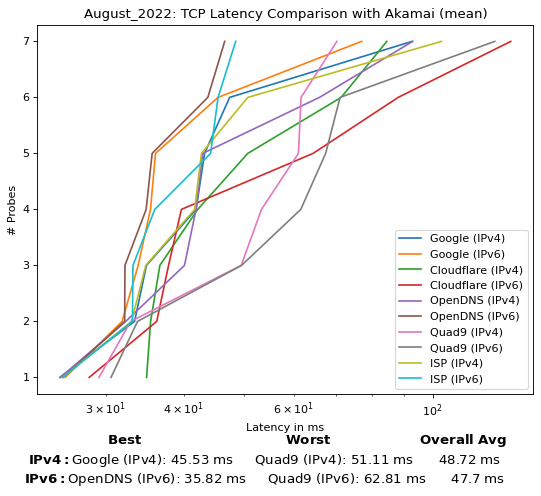 August_2022: TCP Latency Comparison with Akamai (mean)
# Probes
7
6
5
4
3
2
1
Google (IPv4)
Google (IPv6)
Cloudflare (IPv4)
Cloudflare (IPv6)
OpenDNS (IPv4)
OpenDNS (IPv6)
Quad9 (IPv4)
Quad9 (IPv6)
ISP (IPv4)
ISP (IPv6)
3 × 10¹ 4 × 10¹ 6 × 10¹ 10²
Latency in ms
Best Worst Overall Avg
IPv4: Google (IPv4): 45.53 ms Quad9 (IPv4): 51.11 ms 48.72 ms
IPv6: OpenDNS (IPv6): 35.82 ms Quad9 (IPv6): 62.81 ms 47.7 ms